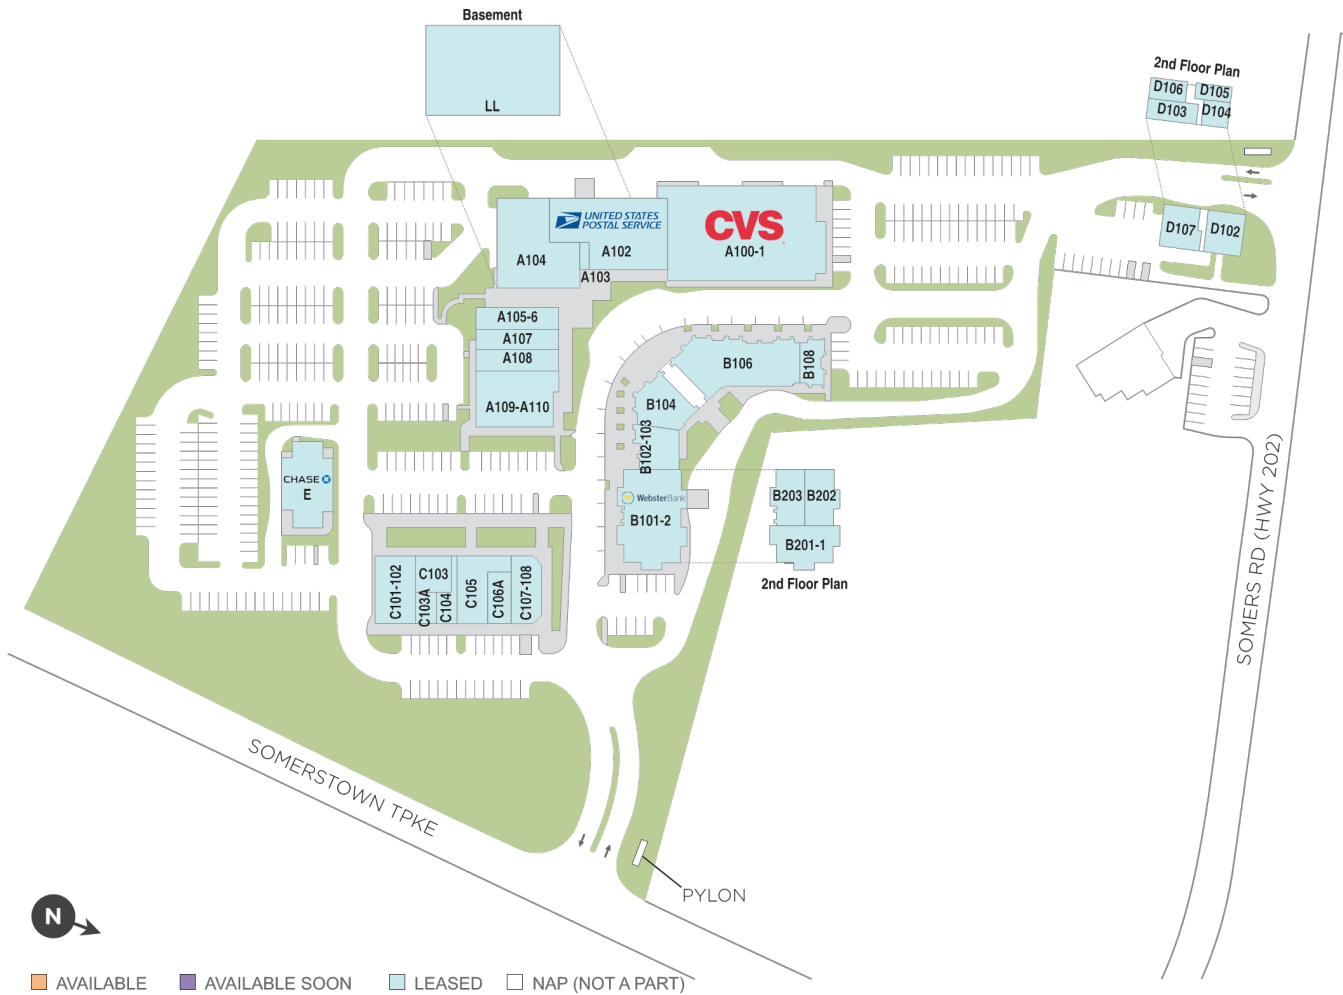 Basement
LL
2nd Floor Plan
D106
D105
D103
D104
UNITED STATES
POSTAL SERVICE
CVS
A104
A102
A103
A100-1
D107
D102
A105-6
A107
A108
A109-A110
B106
B108
B104
B102-103
WebsterBank
B101-2
B203
B202
B201-1
2nd Floor Plan
CHASE
E
C101-102
C103
C103A
C104
C105
C106A
C107-108
SOMERS RD (HWY 202)
SOMERSTOWN TPKE
PYLON
N
AVAILABLE
AVAILABLE SOON
LEASED
NAP (NOT A PART)